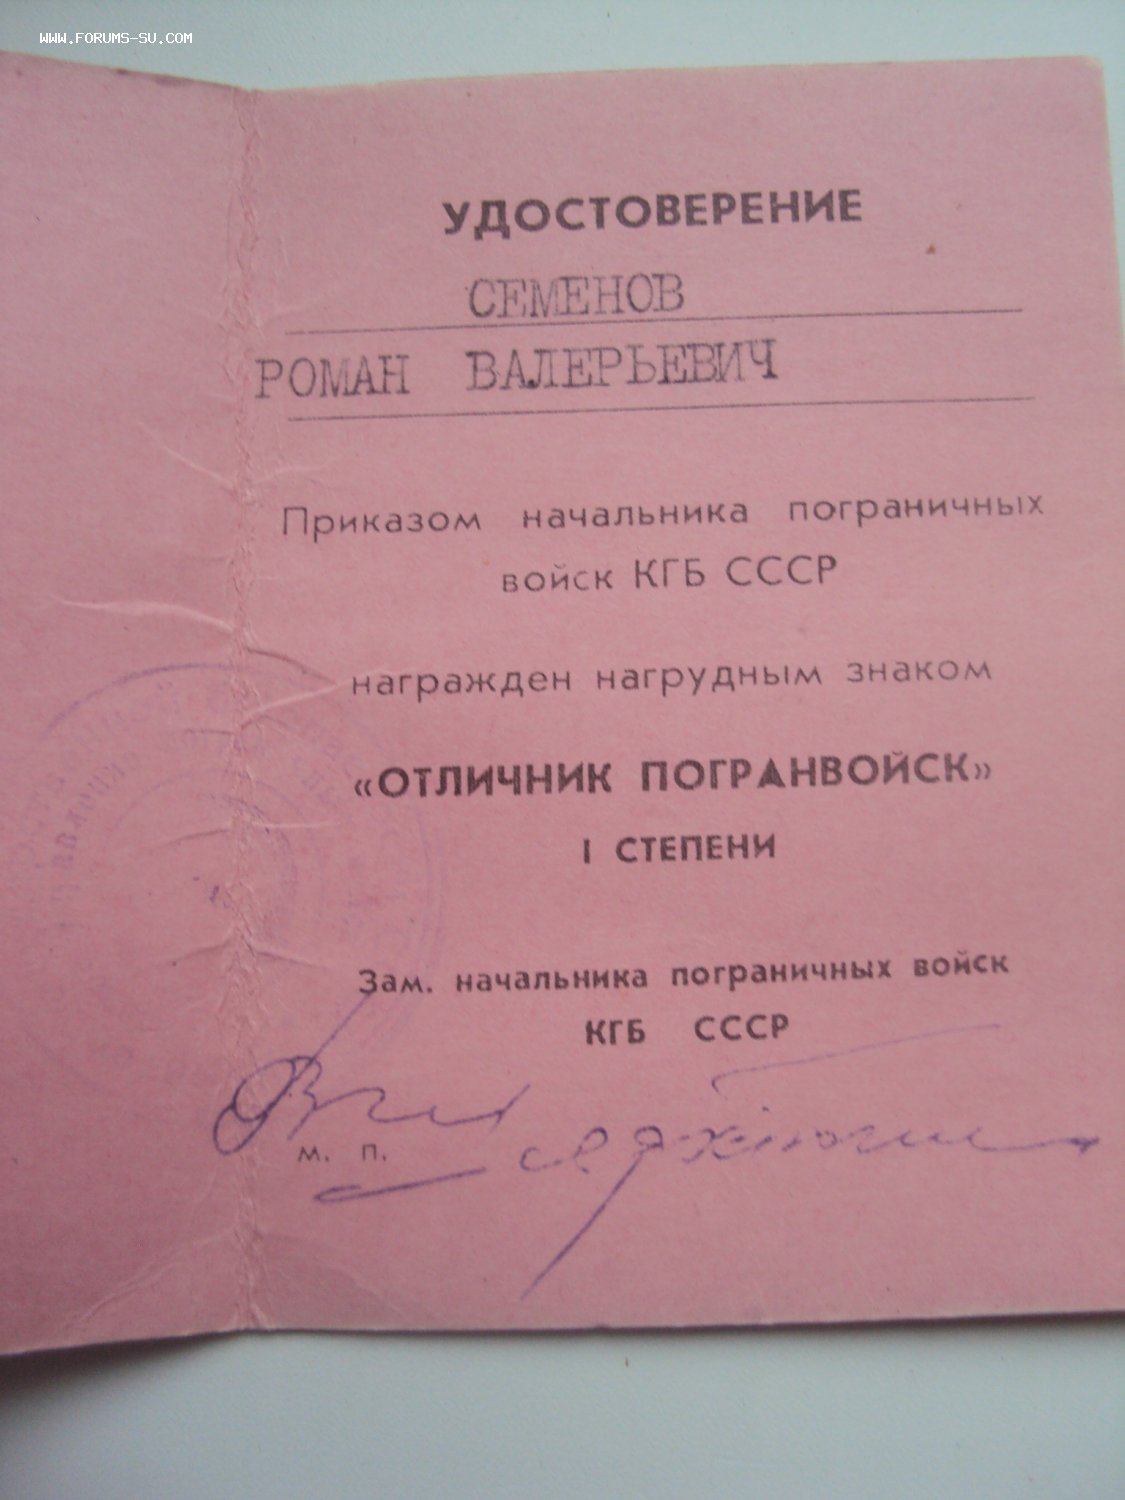 www.forums-su.com
УДОСТОВЕРЕНИЕ
СЕМЕНОВ
РОМАН ВАЛЕРЬЕВИЧ
Приказом начальника пограничных
войск КГБ СССР
награжден нагрудным знаком
«ОТЛИЧНИК ПОГРАНВОЙСК»
I СТЕПЕНИ
Зам. начальника пограничных войск
КГБ СССР
м. п.